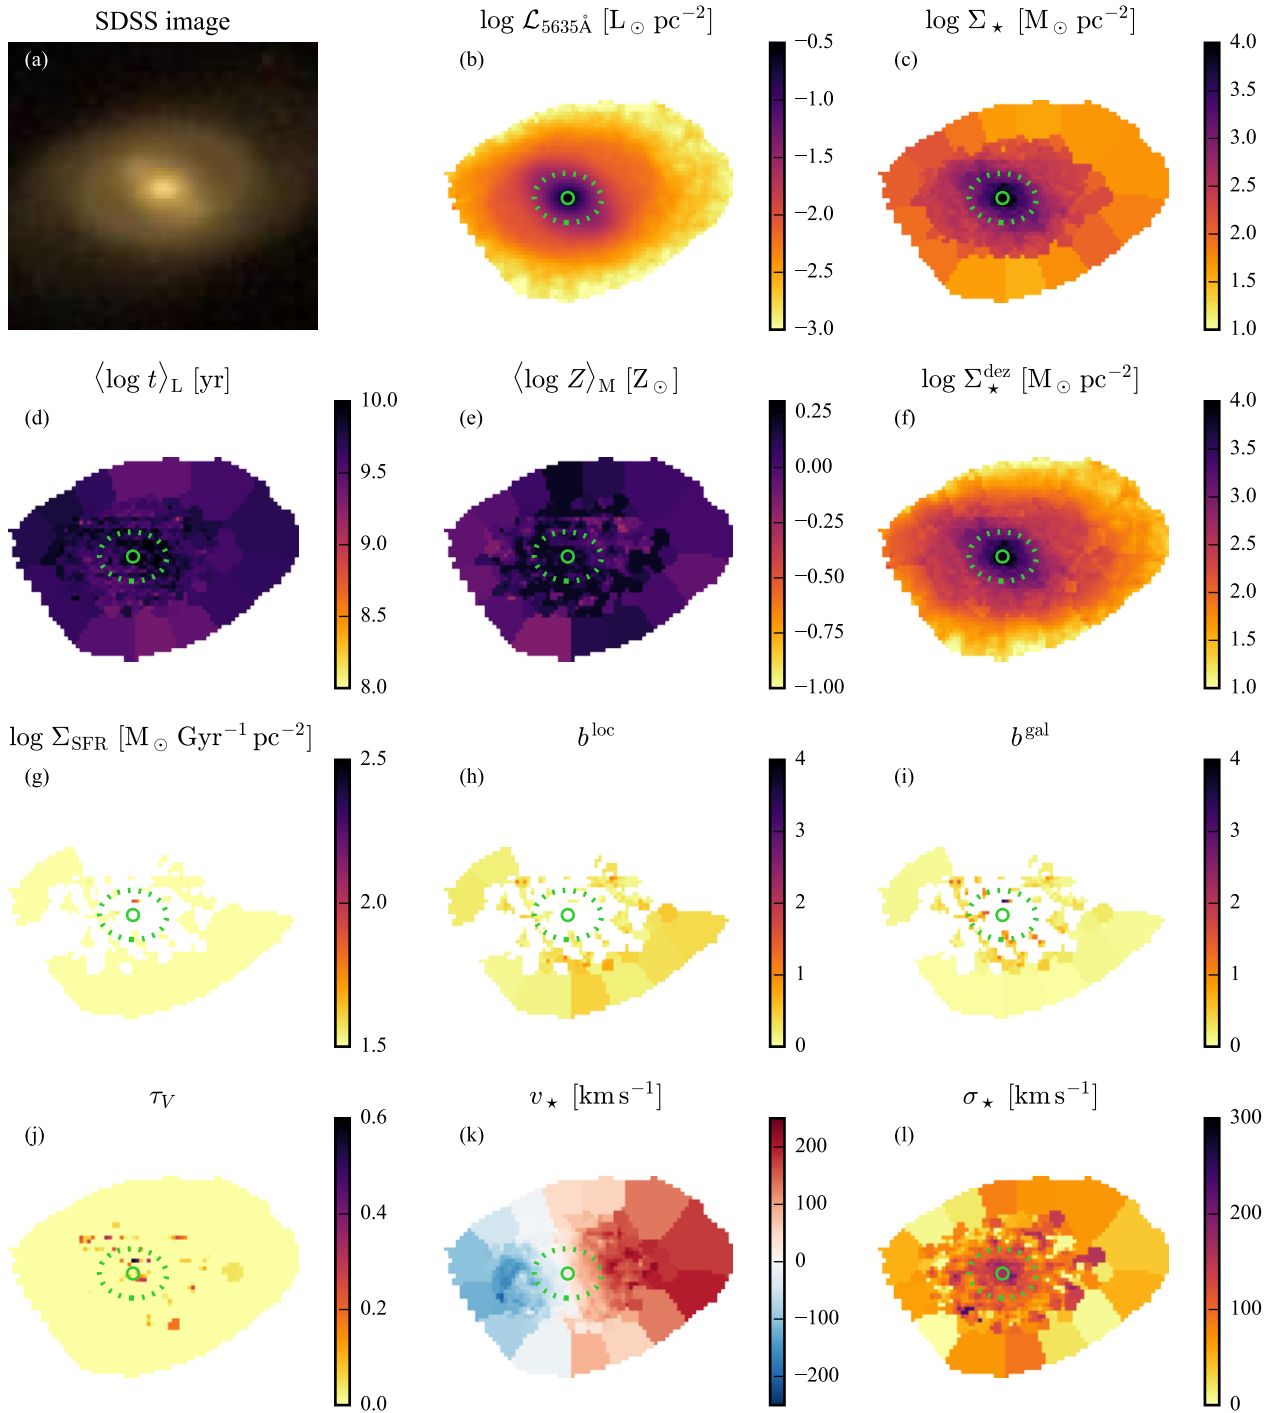 SDSS image
(a)
log ℒ₅₆₃₅Å [L⊙ pc⁻²]
(b)
−0.5
−1.0
−1.5
−2.0
−2.5
−3.0
log Σ⋆ [M⊙ pc⁻²]
(c)
4.0
3.5
3.0
2.5
2.0
1.5
1.0
⟨log t⟩L [yr]
(d)
10.0
9.5
9.0
8.5
8.0
⟨log Z⟩M [Z⊙]
(e)
0.25
0.00
−0.25
−0.50
−0.75
−1.00
log Σ⋆ᵈᵉᶻ [M⊙ pc⁻²]
(f)
4.0
3.5
3.0
2.5
2.0
1.5
1.0
log ΣSFR [M⊙ Gyr⁻¹ pc⁻²]
(g)
2.5
2.0
1.5
bˡᵒᶜ
(h)
4
3
2
1
0
bᵍᵃˡ
(i)
4
3
2
1
0
τV
(j)
0.6
0.4
0.2
0.0
v⋆ [km s⁻¹]
(k)
200
100
0
−100
−200
σ⋆ [km s⁻¹]
(l)
300
200
100
0